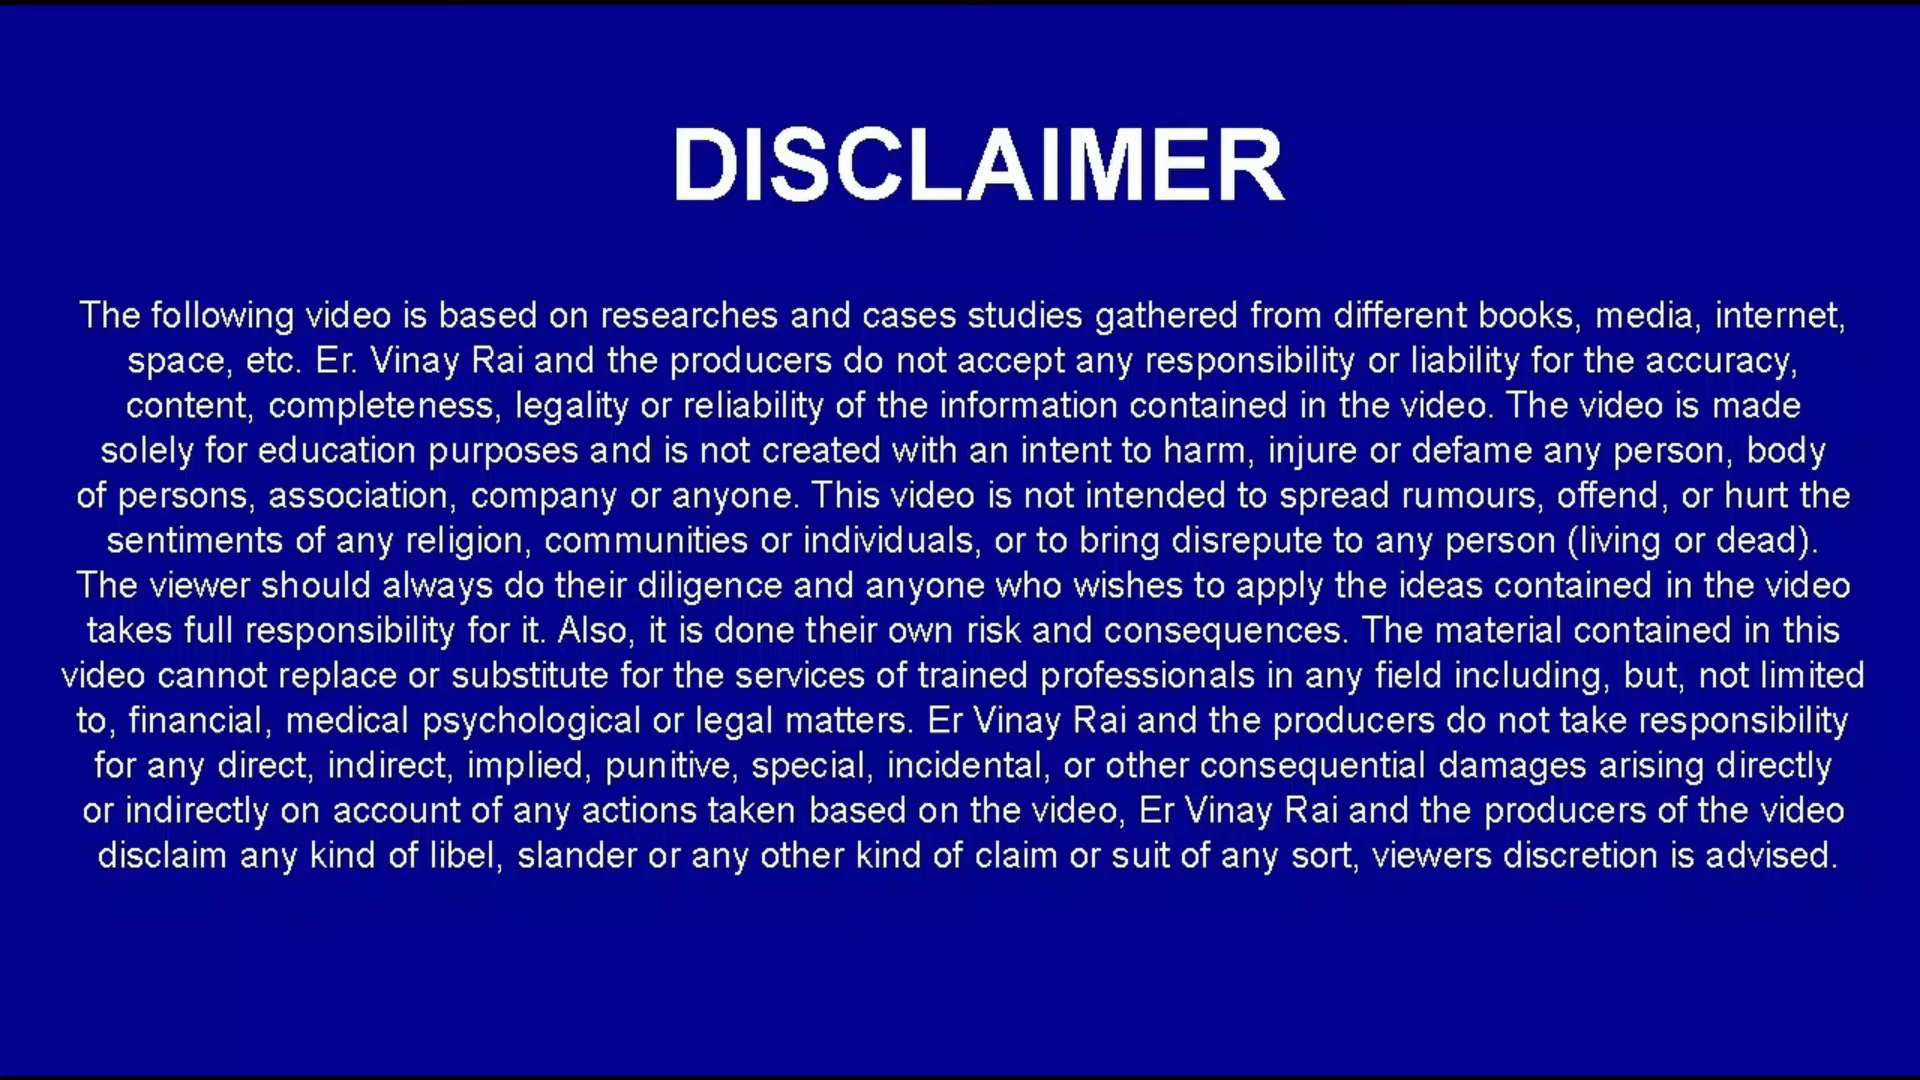 DISCLAIMER
The following video is based on researches and cases studies gathered from different books, media, internet,
space, etc. Er. Vinay Rai and the producers do not accept any responsibility or liability for the accuracy,
content, completeness, legality or reliability of the information contained in the video. The video is made
solely for education purposes and is not created with an intent to harm, injure or defame any person, body
of persons, association, company or anyone. This video is not intended to spread rumours, offend, or hurt the
sentiments of any religion, communities or individuals, or to bring disrepute to any person (living or dead).
The viewer should always do their diligence and anyone who wishes to apply the ideas contained in the video
takes full responsibility for it. Also, it is done their own risk and consequences. The material contained in this
video cannot replace or substitute for the services of trained professionals in any field including, but, not limited
to, financial, medical psychological or legal matters. Er Vinay Rai and the producers do not take responsibility
for any direct, indirect, implied, punitive, special, incidental, or other consequential damages arising directly
or indirectly on account of any actions taken based on the video, Er Vinay Rai and the producers of the video
disclaim any kind of libel, slander or any other kind of claim or suit of any sort, viewers discretion is advised.